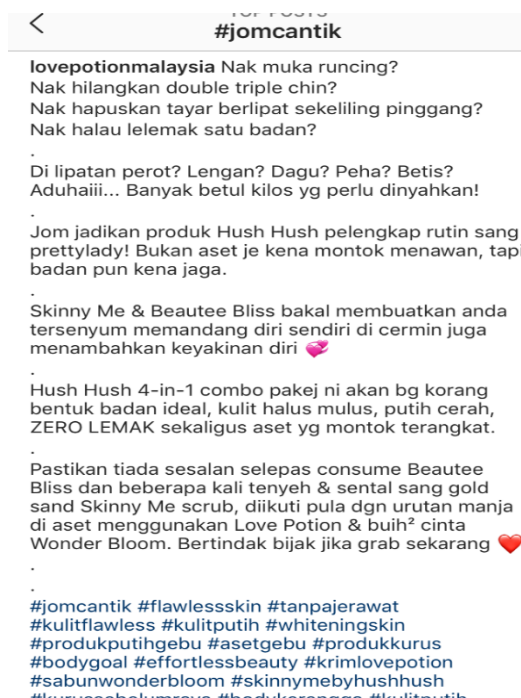 TOP POSTS
#jomcantik
lovepotionmalaysia Nak muka runcing?
Nak hilangkan double triple chin?
Nak hapuskan tayar berlipat sekeliling pinggang?
Nak halau lelemak satu badan?
.
Di lipatan perot? Lengan? Dagu? Peha? Betis?
Aduhaiii... Banyak betul kilos yg perlu dinyahkan!
.
Jom jadikan produk Hush Hush pelengkap rutin sang
prettylady! Bukan aset je kena montok menawan, tapi
badan pun kena jaga.
.
Skinny Me & Beautee Bliss bakal membuatkan anda
tersenyum memandang diri sendiri di cermin juga
menambahkan keyakinan diri 💞
.
Hush Hush 4-in-1 combo pakej ni akan bg korang
bentuk badan ideal, kulit halus mulus, putih cerah,
ZERO LEMAK sekaligus aset yg montok terangkat.
.
Pastikan tiada sesalan selepas consume Beautee
Bliss dan beberapa kali tenyeh & sental sang gold
sand Skinny Me scrub, diikuti pula dgn urutan manja
di aset menggunakan Love Potion & buih² cinta
Wonder Bloom. Bertindak bijak jika grab sekarang ❤️
.
.
#jomcantik #flawlessskin #tanpajerawat
#kulitflawless #kulitputih #whiteningskin
#produkputihgebu #asetgebu #produkkurus
#bodygoal #effortlessbeauty #krimlovepotion
#sabunwonderbloom #skinnymebyhushhush